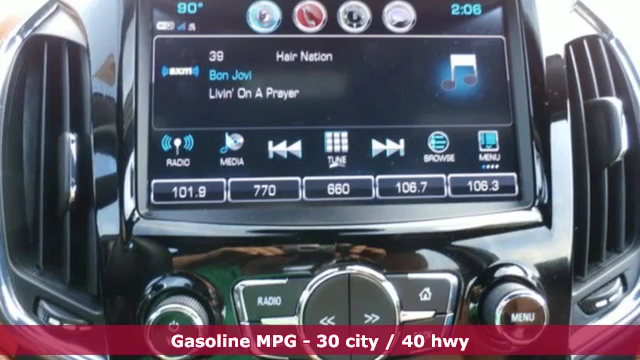 90° 2:06
39 Hair Nation
((SXM))
Bon Jovi
Livin' On A Prayer
RADIO MEDIA TUNE BROWSE MENU
101.9 770 660 106.7 106.3
RADIO
MENU
Gasoline MPG - 30 city / 40 hwy